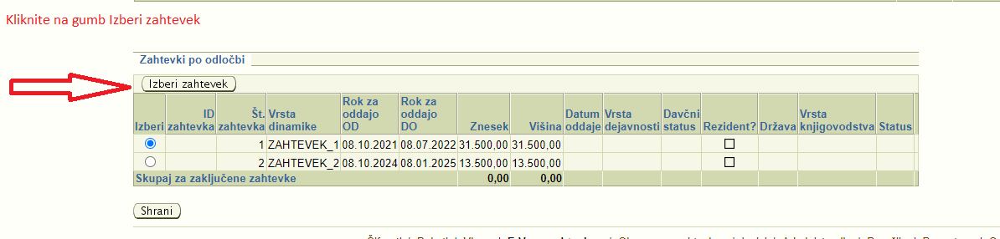 Kliknite na gumb Izberi zahtevek
Zahtevki po odločbi
Izberi zahtevek
Izberi ID zahtevka Št. zahtevka Vrsta dinamike Rok za oddajo OD Rok za oddajo DO Znesek Višina Datum oddaje Vrsta dejavnosti Davčni status Rezident? Država Vrsta knjigovodstva Status
1 ZAHTEVEK_1 08.10.2021 08.07.2022 31.500,00 31.500,00
2 ZAHTEVEK_2 08.10.2024 08.01.2025 13.500,00 13.500,00
Skupaj za zaključene zahtevke 0,00 0,00
Shrani